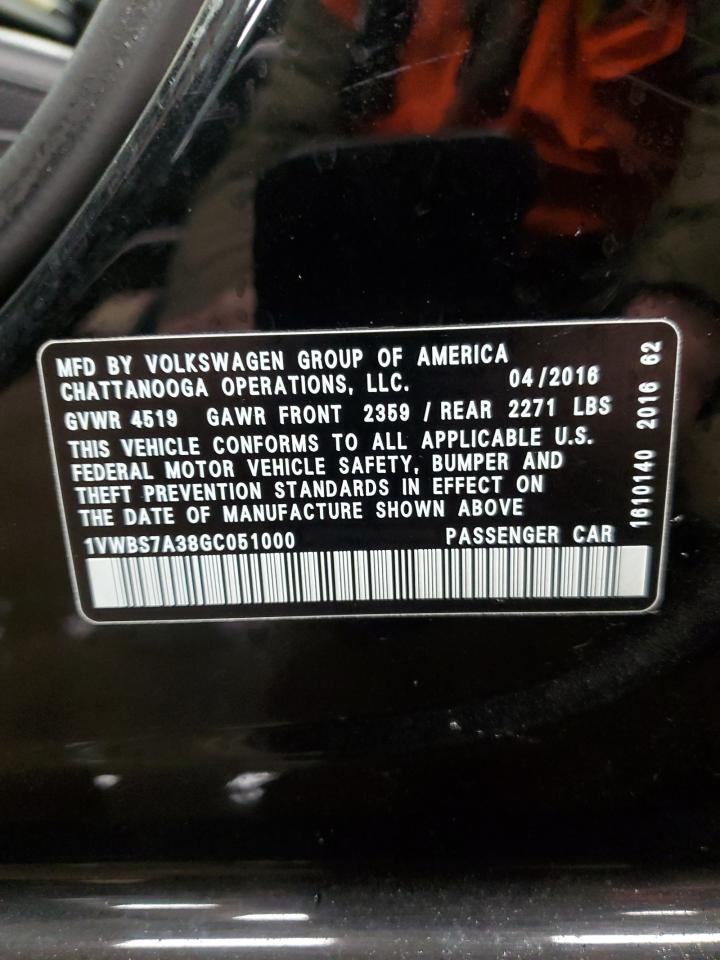 MFD BY VOLKSWAGEN GROUP OF AMERICA
CHATTANOOGA OPERATIONS, LLC. 04/2016
GVWR 4519 GAWR FRONT 2359 / REAR 2271 LBS
THIS VEHICLE CONFORMS TO ALL APPLICABLE U.S.
FEDERAL MOTOR VEHICLE SAFETY, BUMPER AND
THEFT PREVENTION STANDARDS IN EFFECT ON
THE DATE OF MANUFACTURE SHOWN ABOVE
1VWBS7A38GC051000 PASSENGER CAR
1610140 2016 62